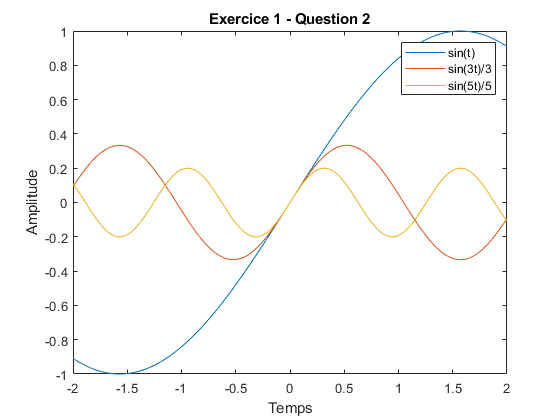 Exercice 1 - Question 2
sin(t)
sin(3t)/3
sin(5t)/5
Amplitude
1
0.8
0.6
0.4
0.2
0
-0.2
-0.4
-0.6
-0.8
-1
-2 -1.5 -1 -0.5 0 0.5 1 1.5 2
Temps